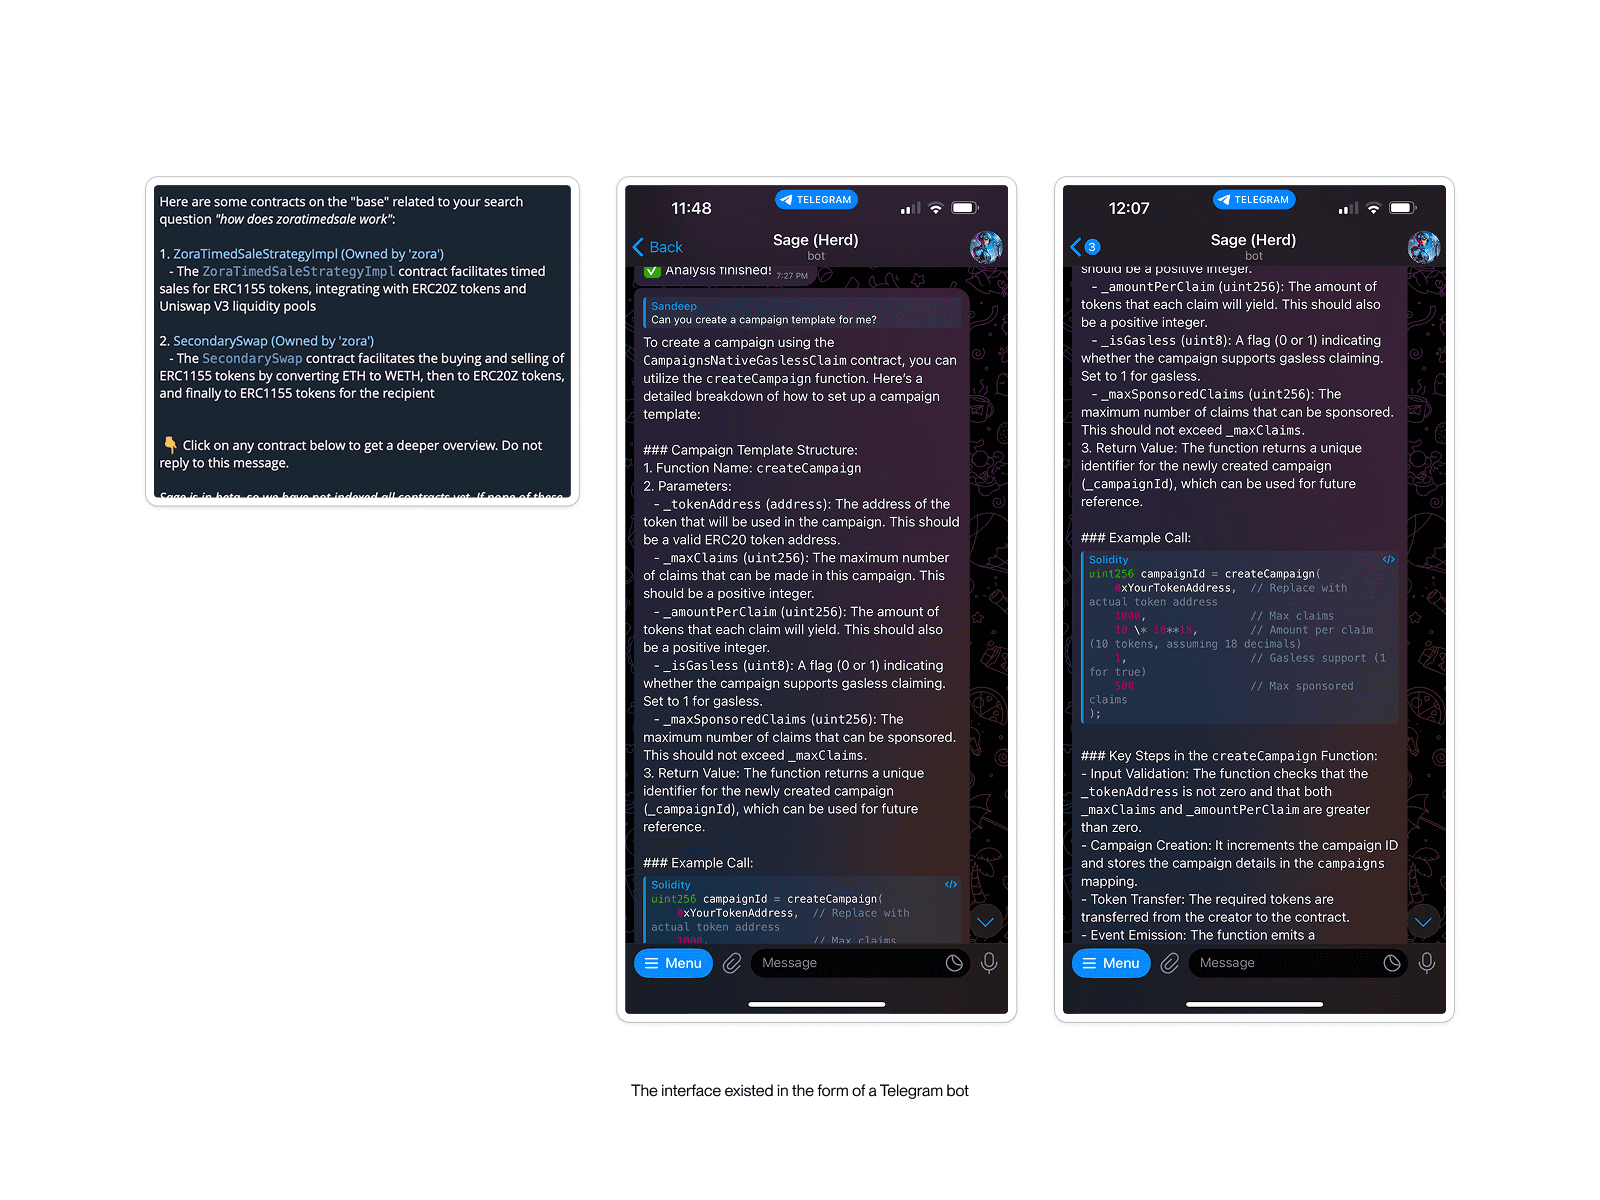 Here are some contracts on the "base" related to your search
question "how does zoratimedsale work":
1. ZoraTimedSaleStrategyImpl (Owned by 'zora')
- The ZoraTimedSaleStrategyImpl contract facilitates timed
sales for ERC1155 tokens, integrating with ERC20Z tokens and
Uniswap V3 liquidity pools
2. SecondarySwap (Owned by 'zora')
- The SecondarySwap contract facilitates the buying and selling of
ERC1155 tokens by converting ETH to WETH, then to ERC20Z tokens,
and finally to ERC1155 tokens for the recipient
👇 Click on any contract below to get a deeper overview. Do not
reply to this message.
Sage is in beta, so we have not indexed all contracts yet. If none of these
11:48
TELEGRAM
Back
Sage (Herd)
bot
✅ Analysis finished! 7:27 PM
Sandeep
Can you create a campaign template for me?
To create a campaign using the
CampaignsNativeGaslessClaim contract, you can
utilize the createCampaign function. Here's a
detailed breakdown of how to set up a campaign
template:
### Campaign Template Structure:
1. Function Name: createCampaign
2. Parameters:
- _tokenAddress (address): The address of the
token that will be used in the campaign. This should
be a valid ERC20 token address.
- _maxClaims (uint256): The maximum number
of claims that can be made in this campaign. This
should be a positive integer.
- _amountPerClaim (uint256): The amount of
tokens that each claim will yield. This should also
be a positive integer.
- _isGasless (uint8): A flag (0 or 1) indicating
whether the campaign supports gasless claiming.
Set to 1 for gasless.
- _maxSponsoredClaims (uint256): The
maximum number of claims that can be sponsored.
This should not exceed _maxClaims.
3. Return Value: The function returns a unique
identifier for the newly created campaign
(_campaignId), which can be used for future
reference.
### Example Call:
Solidity </>
uint256 campaignId = createCampaign(
0xYourTokenAddress, // Replace with
actual token address
1000, // Max claims
Menu
Message
12:07
TELEGRAM
3
Sage (Herd)
bot
should be a positive integer.
- _amountPerClaim (uint256): The amount of
tokens that each claim will yield. This should also
be a positive integer.
- _isGasless (uint8): A flag (0 or 1) indicating
whether the campaign supports gasless claiming.
Set to 1 for gasless.
- _maxSponsoredClaims (uint256): The
maximum number of claims that can be sponsored.
This should not exceed _maxClaims.
3. Return Value: The function returns a unique
identifier for the newly created campaign
(_campaignId), which can be used for future
reference.
### Example Call:
Solidity </>
uint256 campaignId = createCampaign(
0xYourTokenAddress, // Replace with
actual token address
1000, // Max claims
10 \* 10**18, // Amount per claim
(10 tokens, assuming 18 decimals)
1, // Gasless support (1
for true)
500 // Max sponsored
claims
);
### Key Steps in the createCampaign Function:
- Input Validation: The function checks that the
_tokenAddress is not zero and that both
_maxClaims and _amountPerClaim are greater
than zero.
- Campaign Creation: It increments the campaign ID
and stores the campaign details in the campaigns
mapping.
- Token Transfer: The required tokens are
transferred from the creator to the contract.
- Event Emission: The function emits a
Menu
Message
The interface existed in the form of a Telegram bot